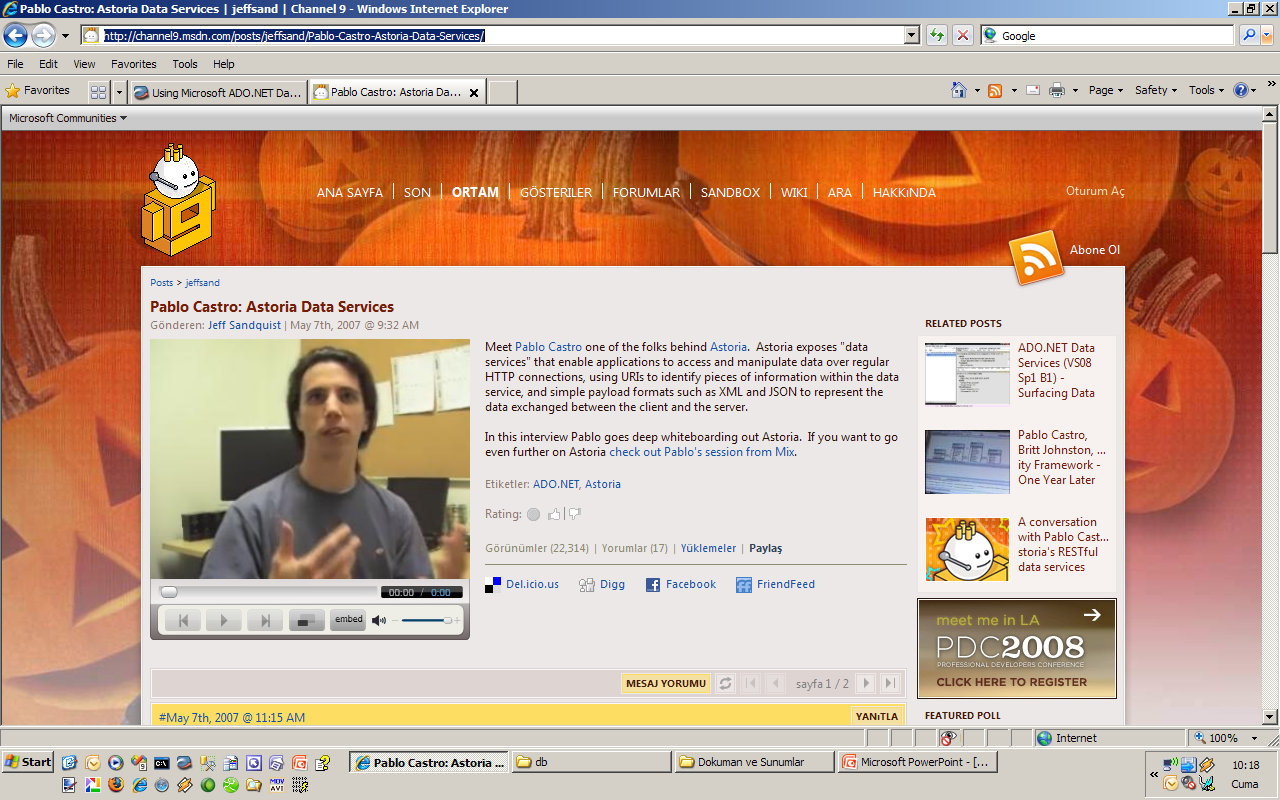 Pablo Castro: Astoria Data Services | jeffsand | Channel 9 - Windows Internet Explorer
http://channel9.msdn.com/posts/jeffsand/Pablo-Castro-Astoria-Data-Services/
Google
File Edit View Favorites Tools Help
Favorites
Using Microsoft ADO.NET Da...
Pablo Castro: Astoria Da...
Page Safety Tools
Microsoft Communities
ANA SAYFA SON ORTAM GÖSTERILER FORUMLAR SANDBOX WIKI ARA HAKKıNDA
Oturum Aç
Abone Ol
Posts > jeffsand
Pablo Castro: Astoria Data Services
Gönderen: Jeff Sandquist | May 7th, 2007 @ 9:32 AM
Meet Pablo Castro one of the folks behind Astoria. Astoria exposes "data
services" that enable applications to access and manipulate data over regular
HTTP connections, using URIs to identify pieces of information within the data
service, and simple payload formats such as XML and JSON to represent the
data exchanged between the client and the server.
In this interview Pablo goes deep whiteboarding out Astoria. If you want to go
even further on Astoria check out Pablo's session from Mix.
Etiketler: ADO.NET, Astoria
Rating:
Görünümler (22,314) | Yorumlar (17) | Yüklemeler | Paylaş
Del.icio.us Digg Facebook FriendFeed
00:00 / 0:00
embed
RELATED POSTS
ADO.NET Data
Services (VS08
Sp1 B1) -
Surfacing Data
Pablo Castro,
Britt Johnston, ...
ity Framework -
One Year Later
A conversation
with Pablo Cast...
storia's RESTful
data services
meet me in LA
PDC2008
PROFESSIONAL DEVELOPERS CONFERENCE
CLICK HERE TO REGISTER
FEATURED POLL
MESAJ YORUMU
sayfa 1 / 2
#May 7th, 2007 @ 11:15 AM
YANıTLA
Internet
100%
Start
Pablo Castro: Astoria ...
db
Dokuman ve Sunumlar
Microsoft PowerPoint - [...
10:18
Cuma